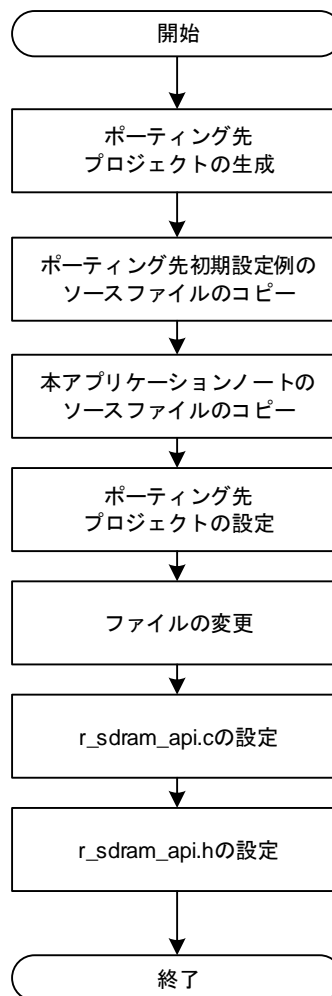 開始
ポーティング先
プロジェクトの生成
ポーティング先初期設定例の
ソースファイルのコピー
本アプリケーションノートの
ソースファイルのコピー
ポーティング先
プロジェクトの設定
ファイルの変更
r_sdram_api.cの設定
r_sdram_api.hの設定
終了